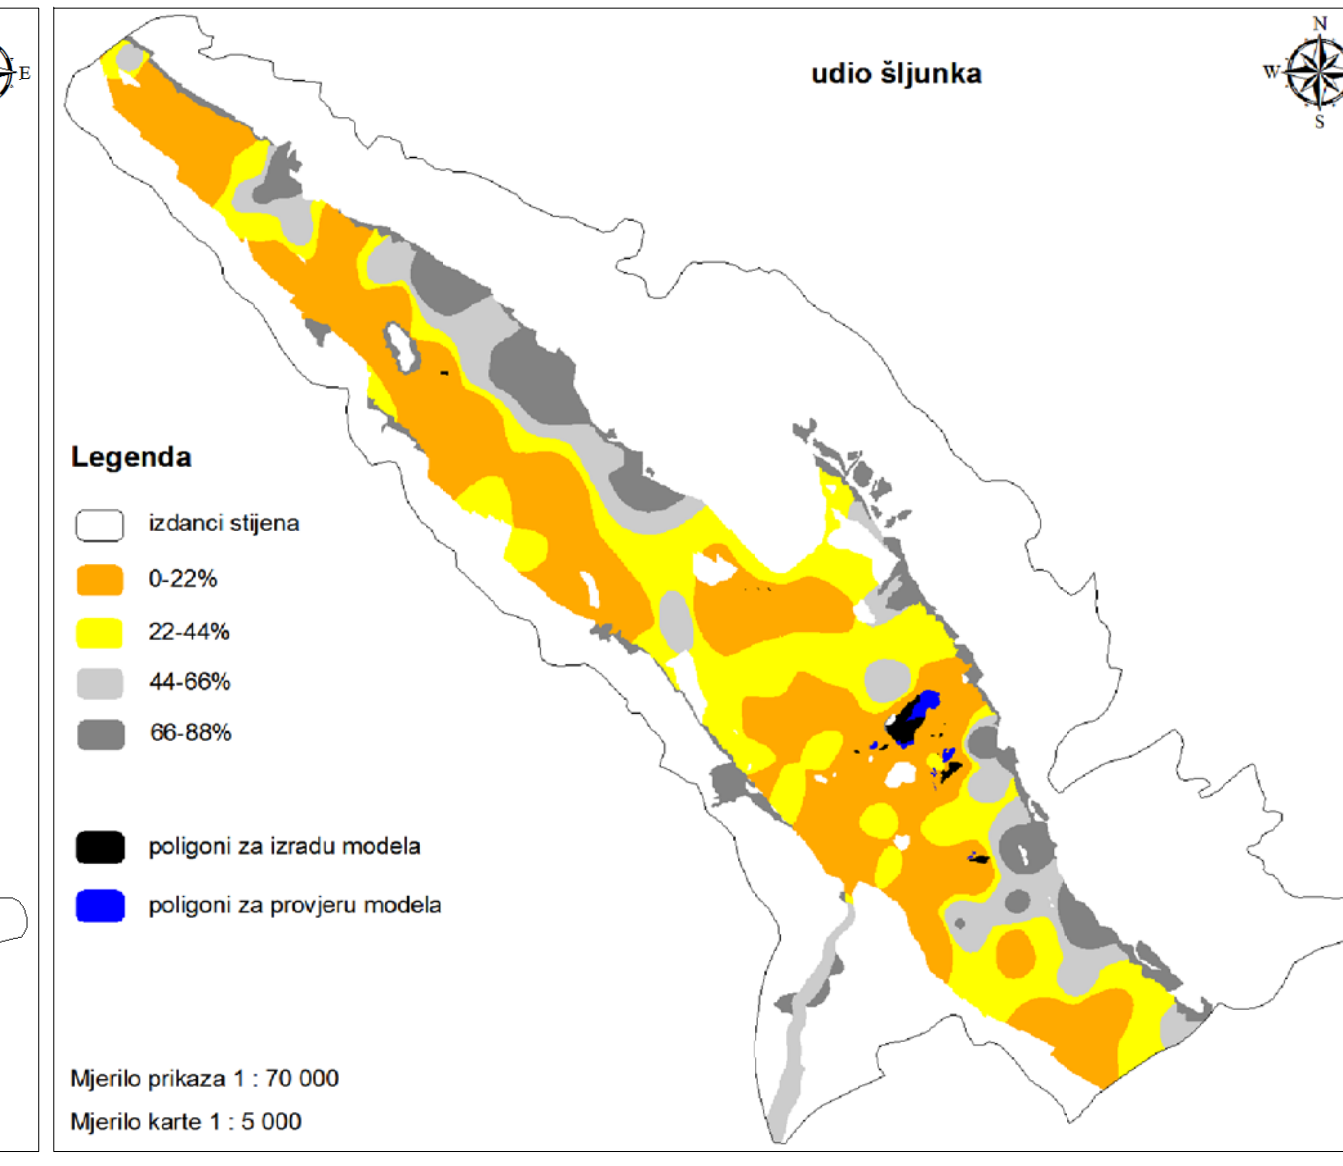 E
udio šljunka
N
W
S
Legenda
izdanci stijena
0-22%
22-44%
44-66%
66-88%
poligoni za izradu modela
poligoni za provjeru modela
Mjerilo prikaza 1 : 70 000
Mjerilo karte 1 : 5 000